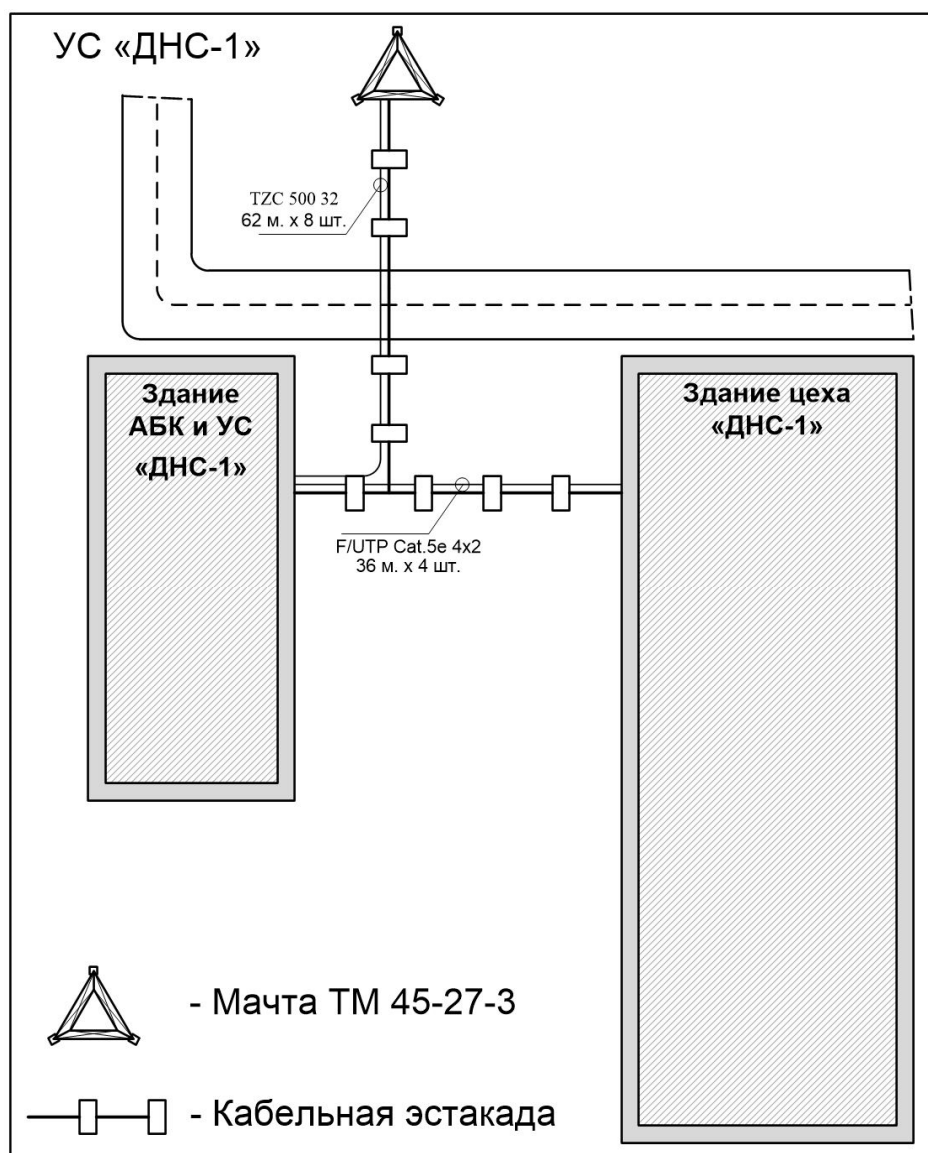 УС «ДНС-1»
TZC 500 32
62 м. x 8 шт.
Здание
АБК и УС
«ДНС-1»
Здание цеха
«ДНС-1»
F/UTP Cat.5e 4x2
36 м. x 4 шт.
- Мачта ТМ 45-27-3
- Кабельная эстакада